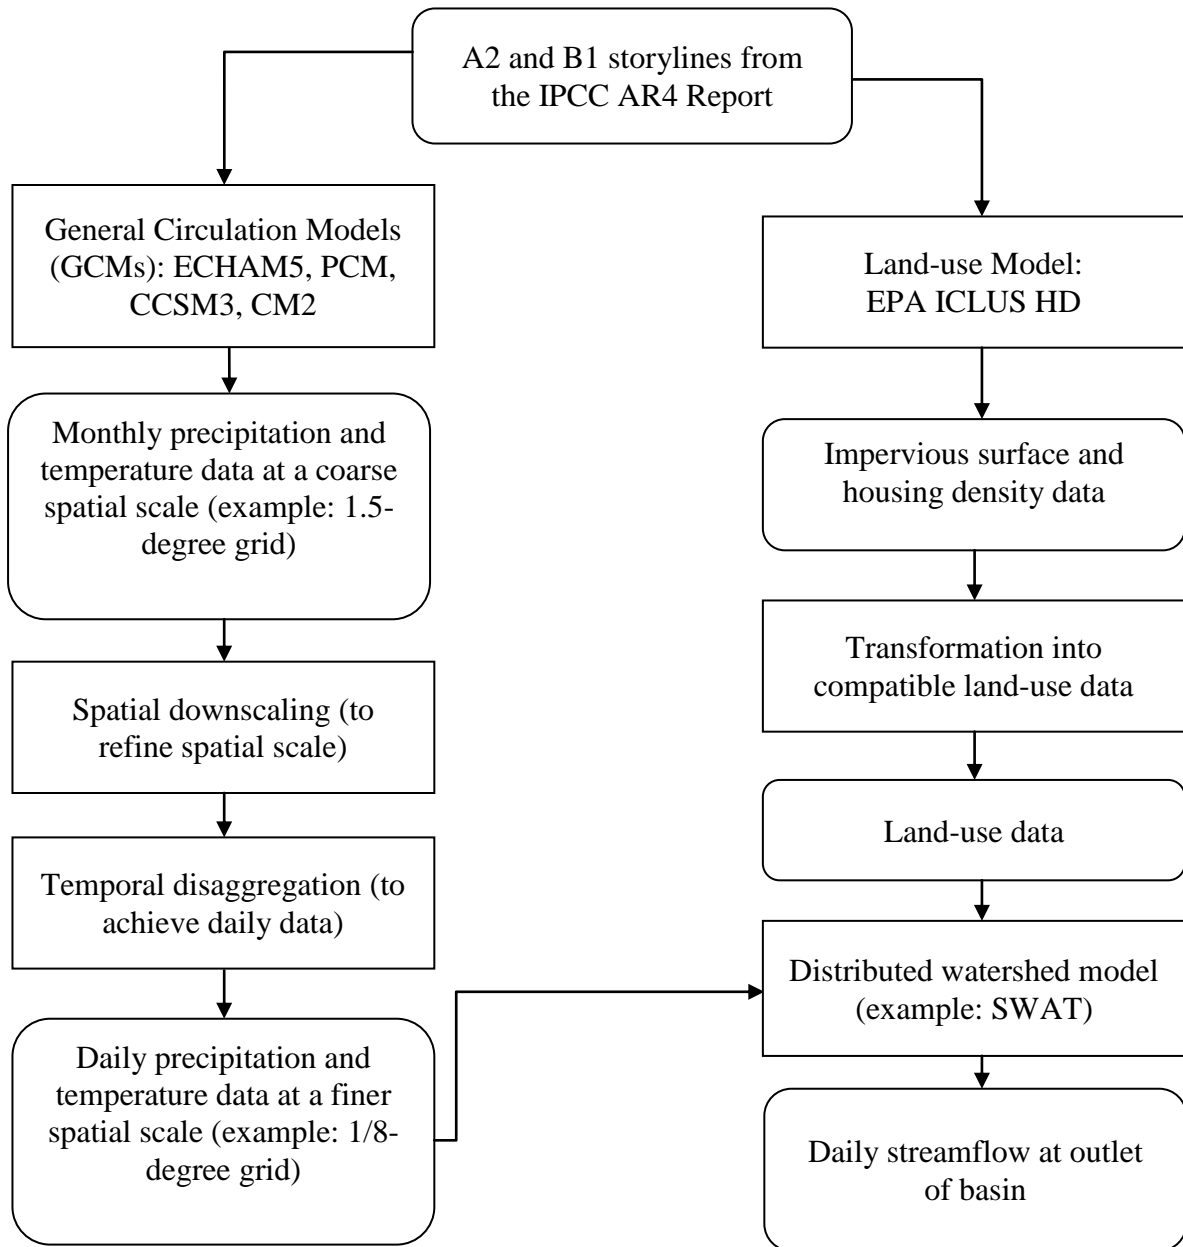 A2 and B1 storylines from
the IPCC AR4 Report
General Circulation Models
(GCMs): ECHAM5, PCM,
CCSM3, CM2
Monthly precipitation and
temperature data at a coarse
spatial scale (example: 1.5-
degree grid)
Spatial downscaling (to
refine spatial scale)
Temporal disaggregation (to
achieve daily data)
Daily precipitation and
temperature data at a finer
spatial scale (example: 1/8-
degree grid)
Land-use Model:
EPA ICLUS HD
Impervious surface and
housing density data
Transformation into
compatible land-use data
Land-use data
Distributed watershed model
(example: SWAT)
Daily streamflow at outlet
of basin